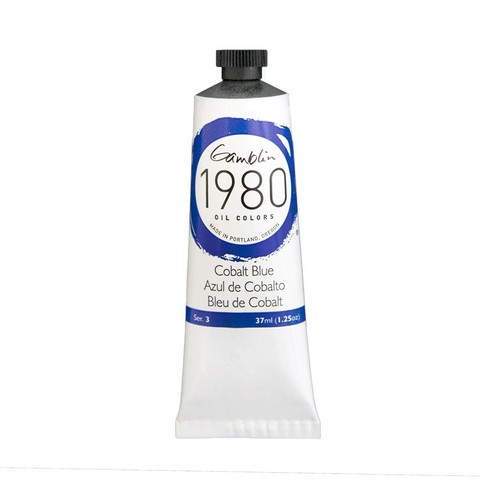 Gamblin
1980
OIL COLORS
MADE IN PORTLAND, OREGON
Cobalt Blue
Azul de Cobalto
Bleu de Cobalt
Ser. 3 37ml (1.25oz)